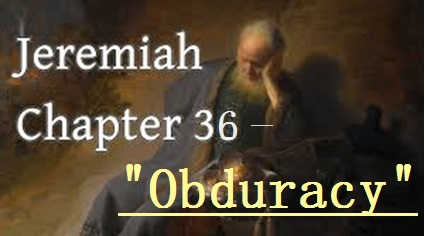 Jeremiah
Chapter 36 –
"Obduracy"